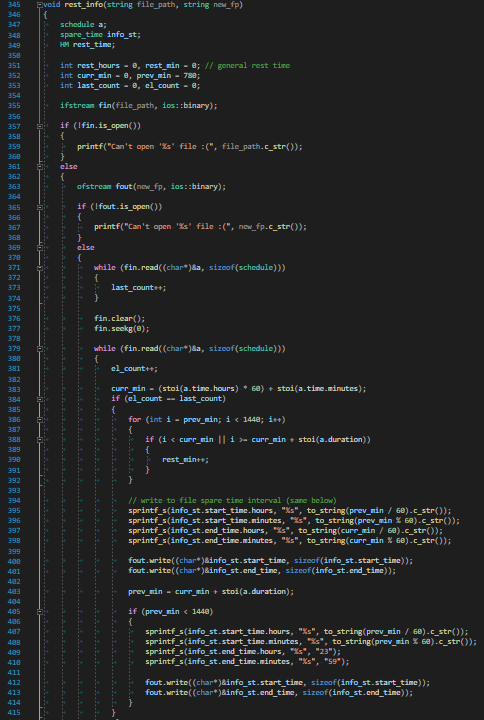 345 void rest_info(string file_path, string new_fp)
346 {
347 schedule a;
348 spare_time info_st;
349 HM rest_time;
350
351 int rest_hours = 0, rest_min = 0; // general rest time
352 int curr_min = 0, prev_min = 780;
353 int last_count = 0, el_count = 0;
354
355 ifstream fin(file_path, ios::binary);
356
357 if (!fin.is_open())
358 {
359 printf("Can't open '%s' file :(", file_path.c_str());
360 }
361 else
362 {
363 ofstream fout(new_fp, ios::binary);
364
365 if (!fout.is_open())
366 {
367 printf("Can't open '%s' file :(", new_fp.c_str());
368 }
369 else
370 {
371 while (fin.read((char*)&a, sizeof(schedule)))
372 {
373 last_count++;
374 }
375
376 fin.clear();
377 fin.seekg(0);
378
379 while (fin.read((char*)&a, sizeof(schedule)))
380 {
381 el_count++;
382
383 curr_min = (stoi(a.time.hours) * 60) + stoi(a.time.minutes);
384 if (el_count == last_count)
385 {
386 for (int i = prev_min; i < 1440; i++)
387 {
388 if (i < curr_min || i >= curr_min + stoi(a.duration))
389 {
390 rest_min++;
391 }
392 }
393
394 // write to file spare time interval (same below)
395 sprintf_s(info_st.start_time.hours, "%s", to_string(prev_min / 60).c_str());
396 sprintf_s(info_st.start_time.minutes, "%s", to_string(prev_min % 60).c_str());
397 sprintf_s(info_st.end_time.hours, "%s", to_string(curr_min / 60).c_str());
398 sprintf_s(info_st.end_time.minutes, "%s", to_string(curr_min % 60).c_str());
399
400 fout.write((char*)&info_st.start_time, sizeof(info_st.start_time));
401 fout.write((char*)&info_st.end_time, sizeof(info_st.end_time));
402
403 prev_min = curr_min + stoi(a.duration);
404
405 if (prev_min < 1440)
406 {
407 sprintf_s(info_st.start_time.hours, "%s", to_string(prev_min / 60).c_str());
408 sprintf_s(info_st.start_time.minutes, "%s", to_string(prev_min % 60).c_str());
409 sprintf_s(info_st.end_time.hours, "%s", "23");
410 sprintf_s(info_st.end_time.minutes, "%s", "59");
411
412 fout.write((char*)&info_st.start_time, sizeof(info_st.start_time));
413 fout.write((char*)&info_st.end_time, sizeof(info_st.end_time));
414 }
415 }